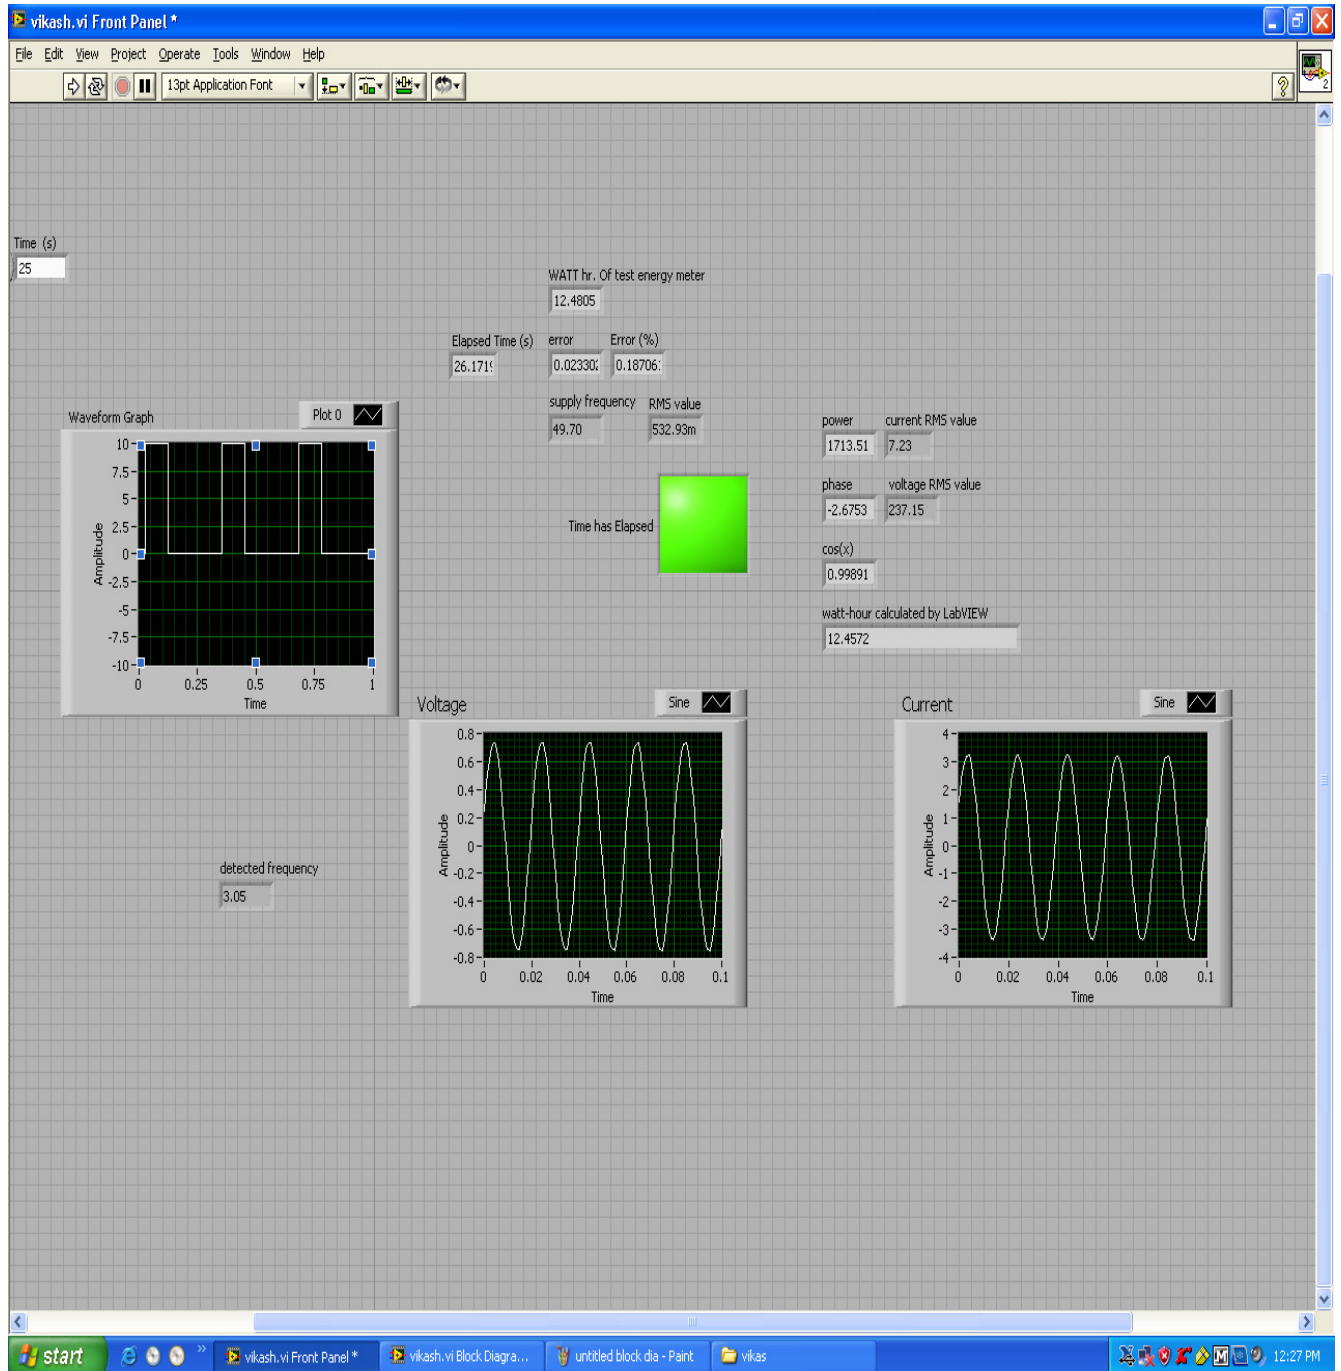 vikash.vi Front Panel *
File Edit View Project Operate Tools Window Help
13pt Application Font
2
Time (s)
25
WATT hr. Of test energy meter
12.4805
Elapsed Time (s) error Error (%)
26.1719 0.023302 0.18706
supply frequency RMS value
49.70 532.93m
power current RMS value
1713.51 7.23
phase voltage RMS value
-2.6753 237.15
Time has Elapsed
cos(x)
0.99891
watt-hour calculated by LabVIEW
12.4572
Waveform Graph Plot 0
Amplitude
10
7.5
5
2.5
0
-2.5
-5
-7.5
-10
0 0.25 0.5 0.75 1
Time
detected frequency
3.05
Voltage Sine
Amplitude
0.8
0.6
0.4
0.2
0
-0.2
-0.4
-0.6
-0.8
0 0.02 0.04 0.06 0.08 0.1
Time
Current Sine
Amplitude
4
3
2
1
0
-1
-2
-3
-4
0 0.02 0.04 0.06 0.08 0.1
Time
start vikash.vi Front Panel * vikash.vi Block Diagra... untitled block dia - Paint vikas 12:27 PM